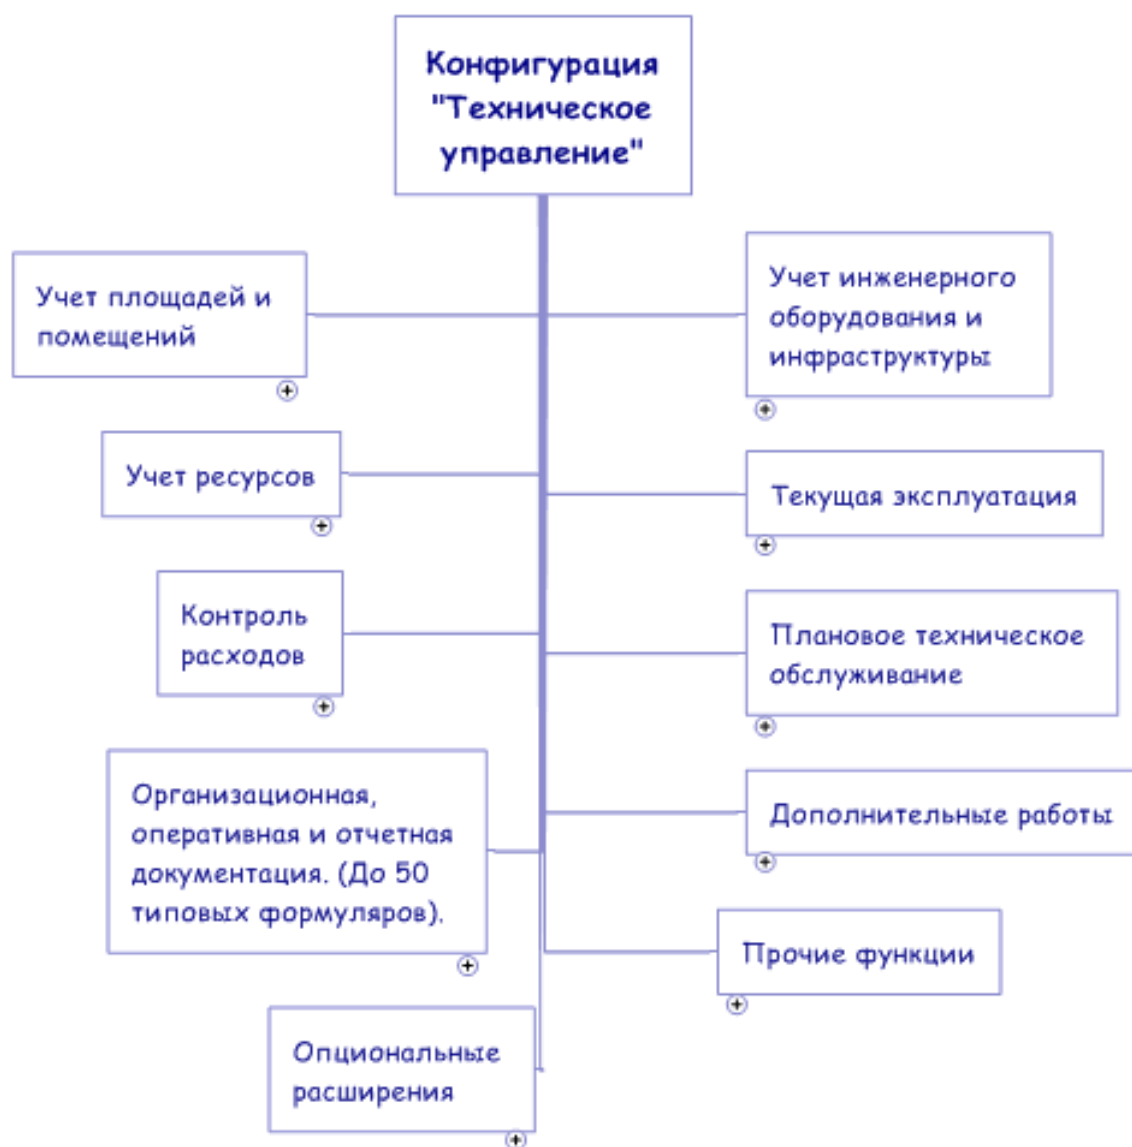 Конфигурация
"Техническое
управление"
Учет площадей и
помещений
Учет ресурсов
Контроль
расходов
Организационная,
оперативная и отчетная
документация. (До 50
типовых формуляров).
Опциональные
расширения
Учет инженерного
оборудования и
инфраструктуры
Текущая эксплуатация
Плановое техническое
обслуживание
Дополнительные работы
Прочие функции